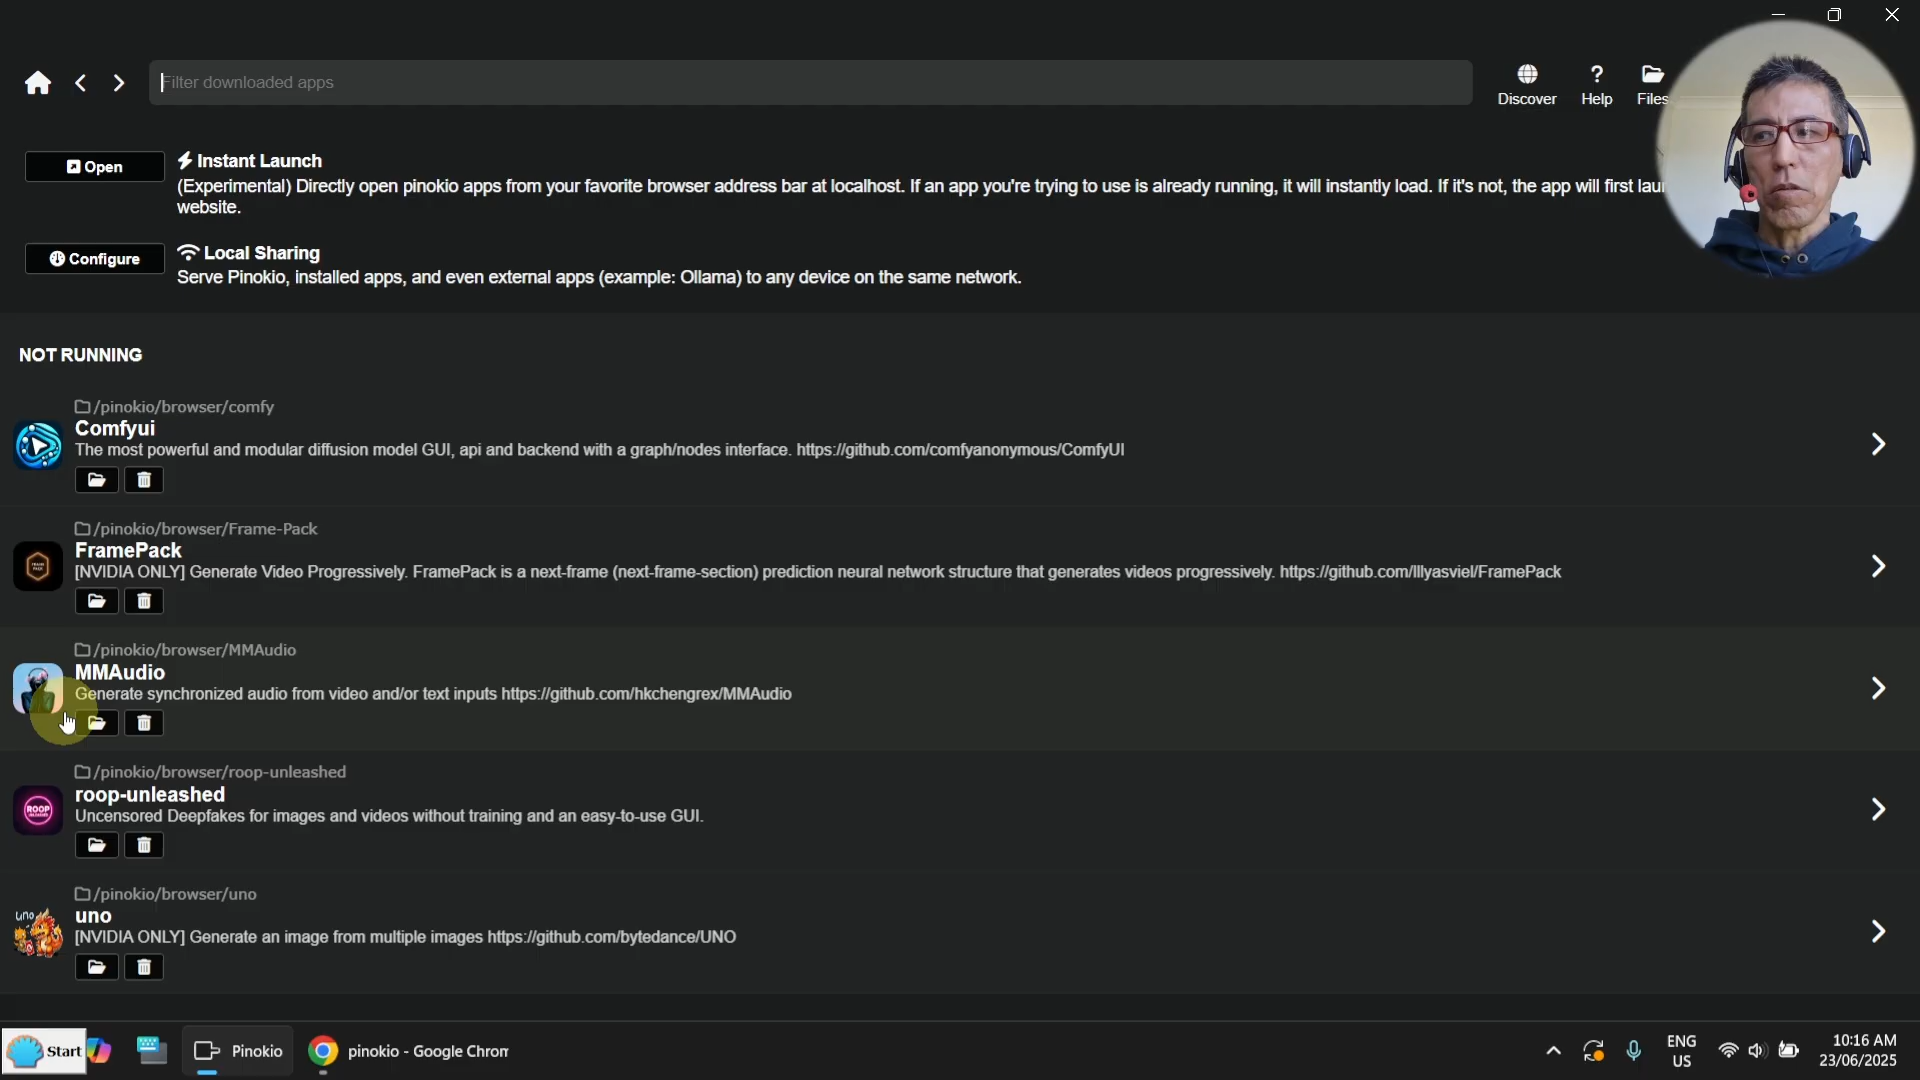 Filter downloaded apps
Discover
Help
Files
Open
Instant Launch
(Experimental) Directly open pinokio apps from your favorite browser address bar at localhost. If an app you're trying to use is already running, it will instantly load. If it's not, the app will first
website.
Configure
Local Sharing
Serve Pinokio, installed apps, and even external apps (example: Ollama) to any device on the same network.
NOT RUNNING
/pinokio/browser/comfy
Comfyui
The most powerful and modular diffusion model GUI, api and backend with a graph/nodes interface. https://github.com/comfyanonymous/ComfyUI
/pinokio/browser/Frame-Pack
FramePack
[NVIDIA ONLY] Generate Video Progressively. FramePack is a next-frame (next-frame-section) prediction neural network structure that generates videos progressively. https://github.com/lllyasviel/FramePack
/pinokio/browser/MMAudio
MMAudio
Generate synchronized audio from video and/or text inputs https://github.com/hkchengrex/MMAudio
/pinokio/browser/roop-unleashed
ROOP
roop-unleashed
Uncensored Deepfakes for images and videos without training and an easy-to-use GUI.
/pinokio/browser/uno
uno
uno
[NVIDIA ONLY] Generate an image from multiple images https://github.com/bytedance/UNO
Start
Pinokio
pinokio - Google Chrom
ENG
US
10:16 AM
23/06/2025